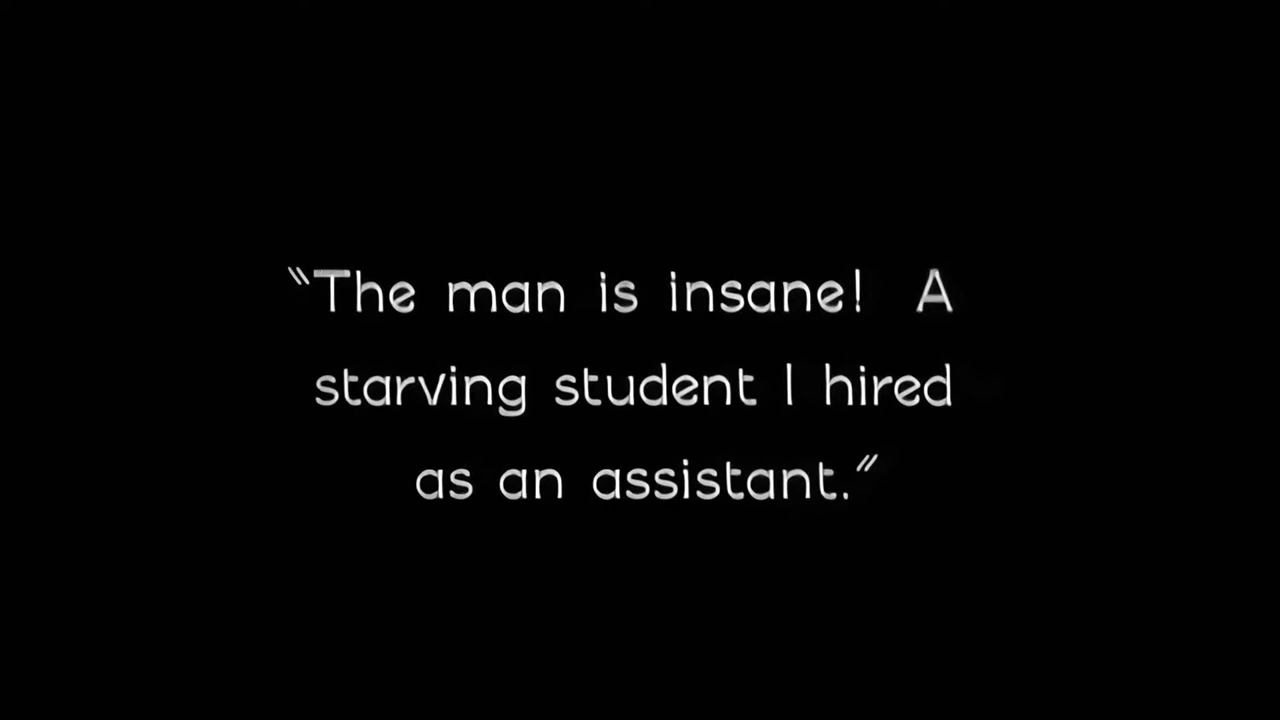 “The man is insane! A
starving student I hired
as an assistant.”